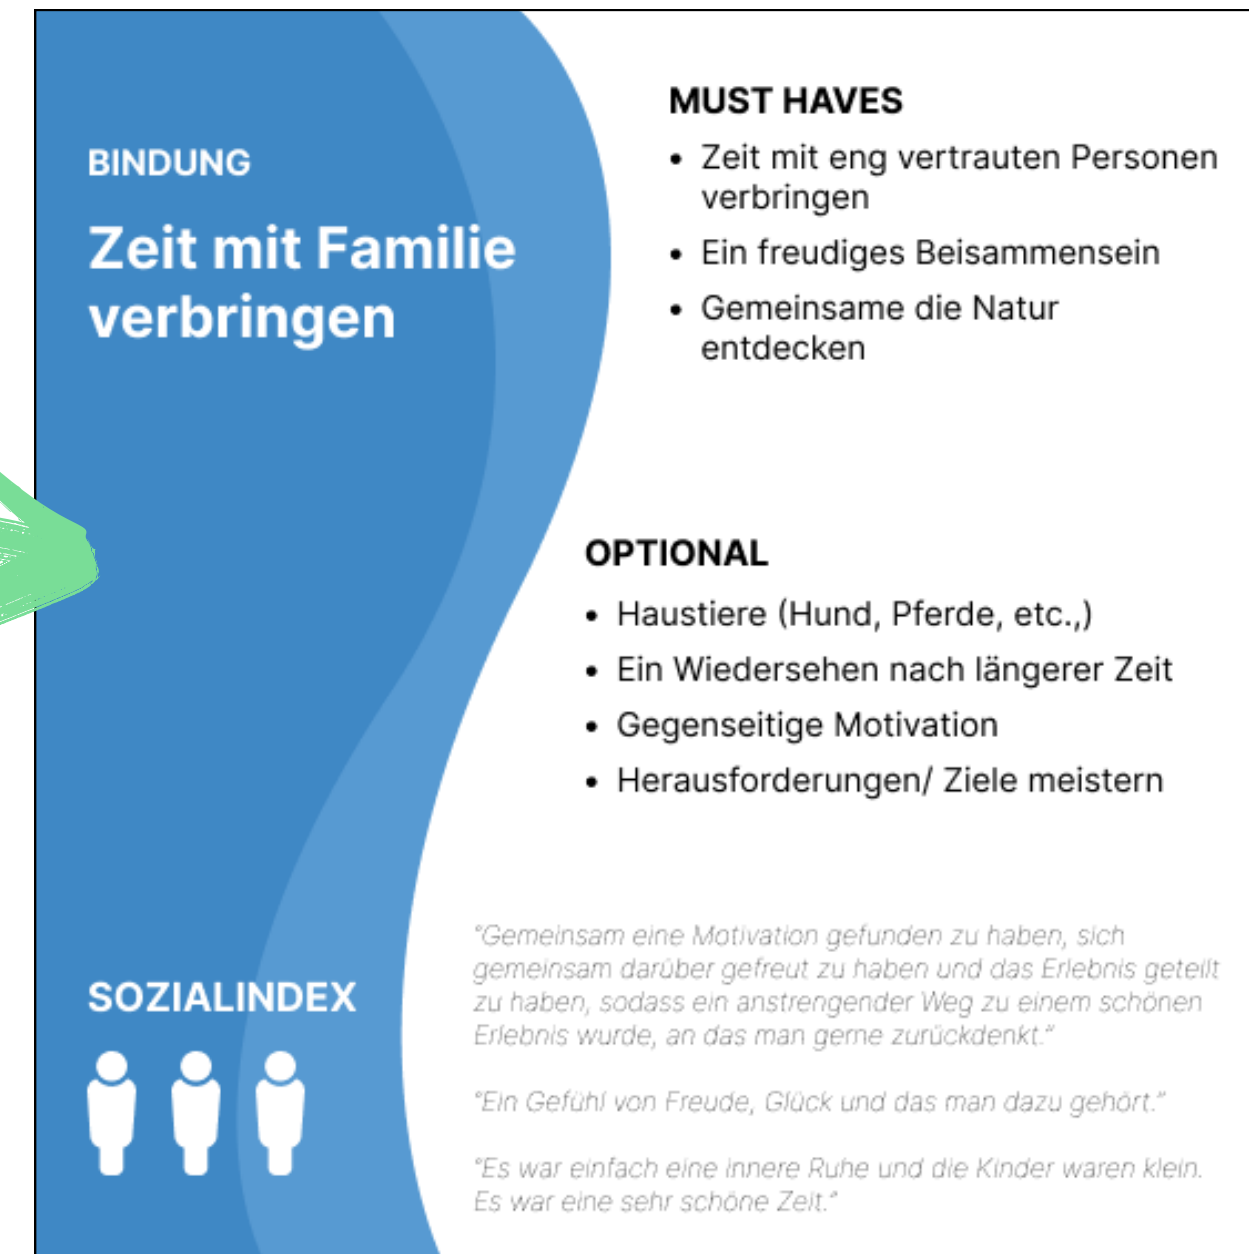 BINDUNG
Zeit mit Familie
verbringen
MUST HAVES
• Zeit mit eng vertrauten Personen
verbringen
• Ein freudiges Beisammensein
• Gemeinsame die Natur
entdecken
OPTIONAL
• Haustiere (Hund, Pferde, etc.,)
• Ein Wiedersehen nach längerer Zeit
• Gegenseitige Motivation
• Herausforderungen/ Ziele meistern
SOZIALINDEX
"Gemeinsam eine Motivation gefunden zu haben, sich
gemeinsam darüber gefreut zu haben und das Erlebnis geteilt
zu haben, sodass ein anstrengender Weg zu einem schönen
Erlebnis wurde, an das man gerne zurückdenkt."
"Ein Gefühl von Freude, Glück und das man dazu gehört."
"Es war einfach eine innere Ruhe und die Kinder waren klein.
Es war eine sehr schöne Zeit."